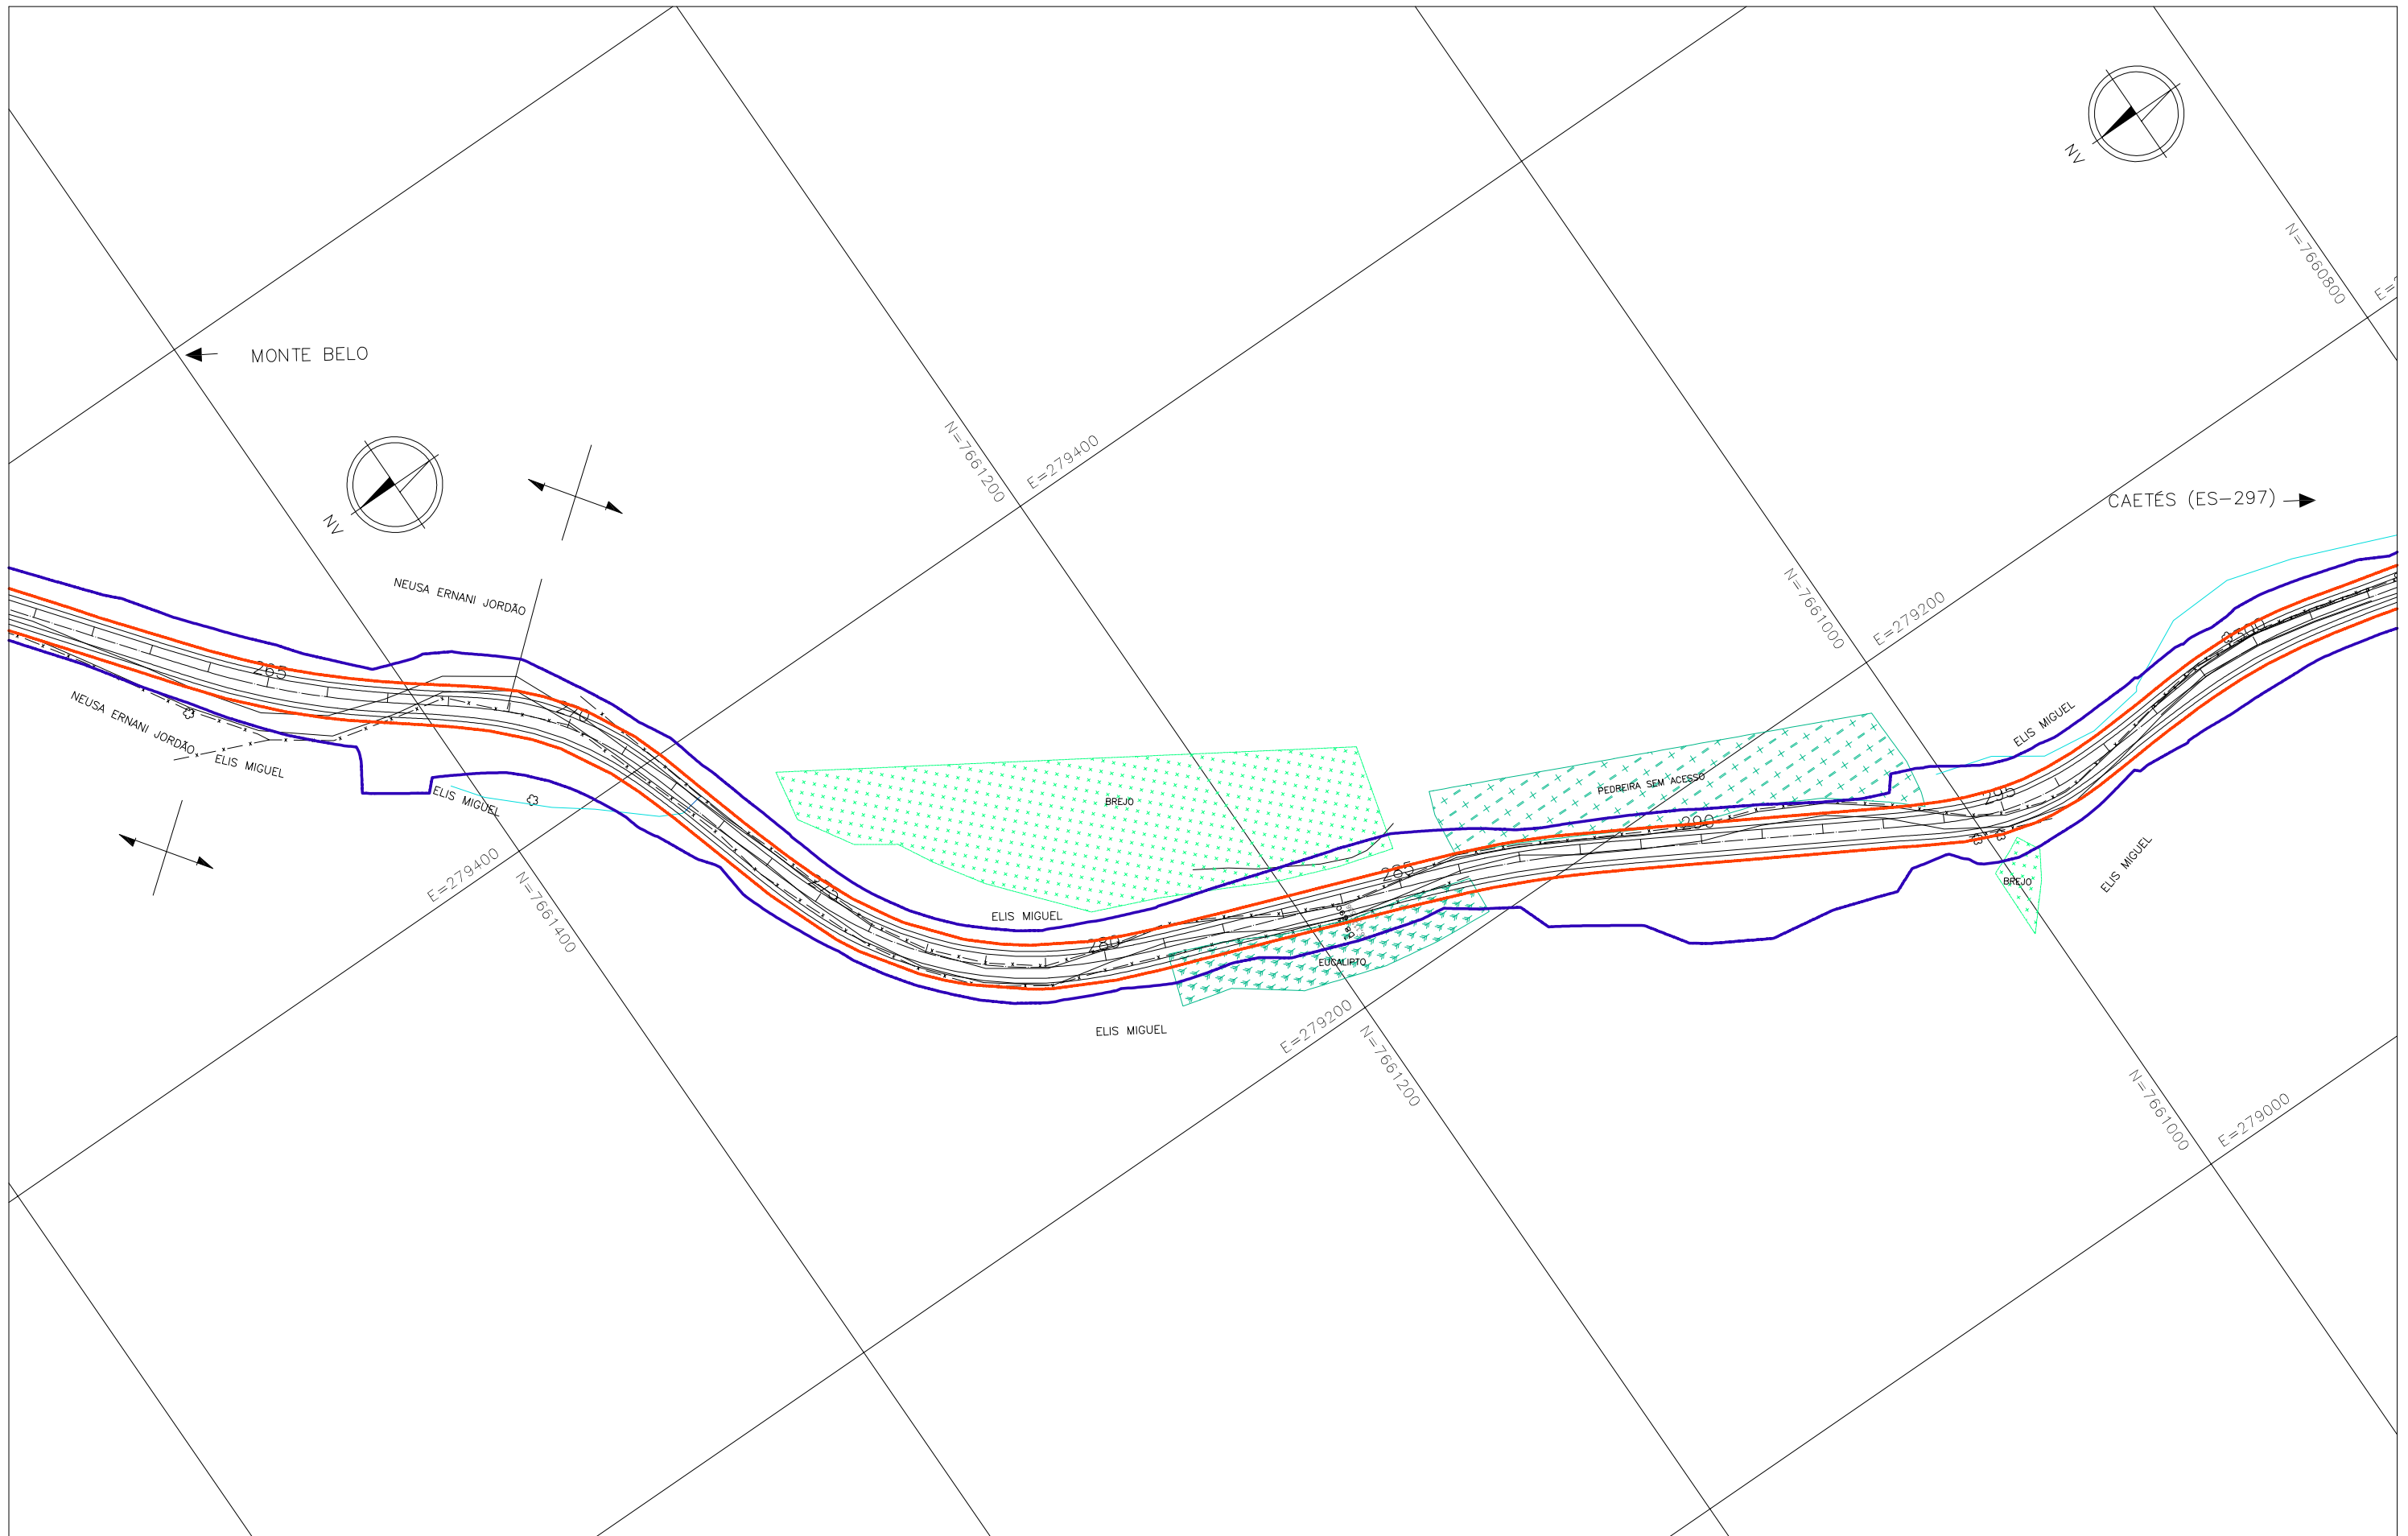 NV
N=7660800
MONTE BELO
N=7661200
E=279400
CAETÉS (ES-297)
NV
NEUSA ERNANI JORDÃO
N=7661000
E=279200
265
300
NEUSA ERNANI JORDÃO
ELIS MIGUEL
270
ELIS MIGUEL
ELIS MIGUEL
PEDREIRA SEM ACESSO
BREJO
295
290
E=279400
N=7661400
275
285
ELIS MIGUEL
BREJO
ELIS MIGUEL
280
EUCALIPTO
ELIS MIGUEL
E=279200
N=7661200
N=7661000
E=279000